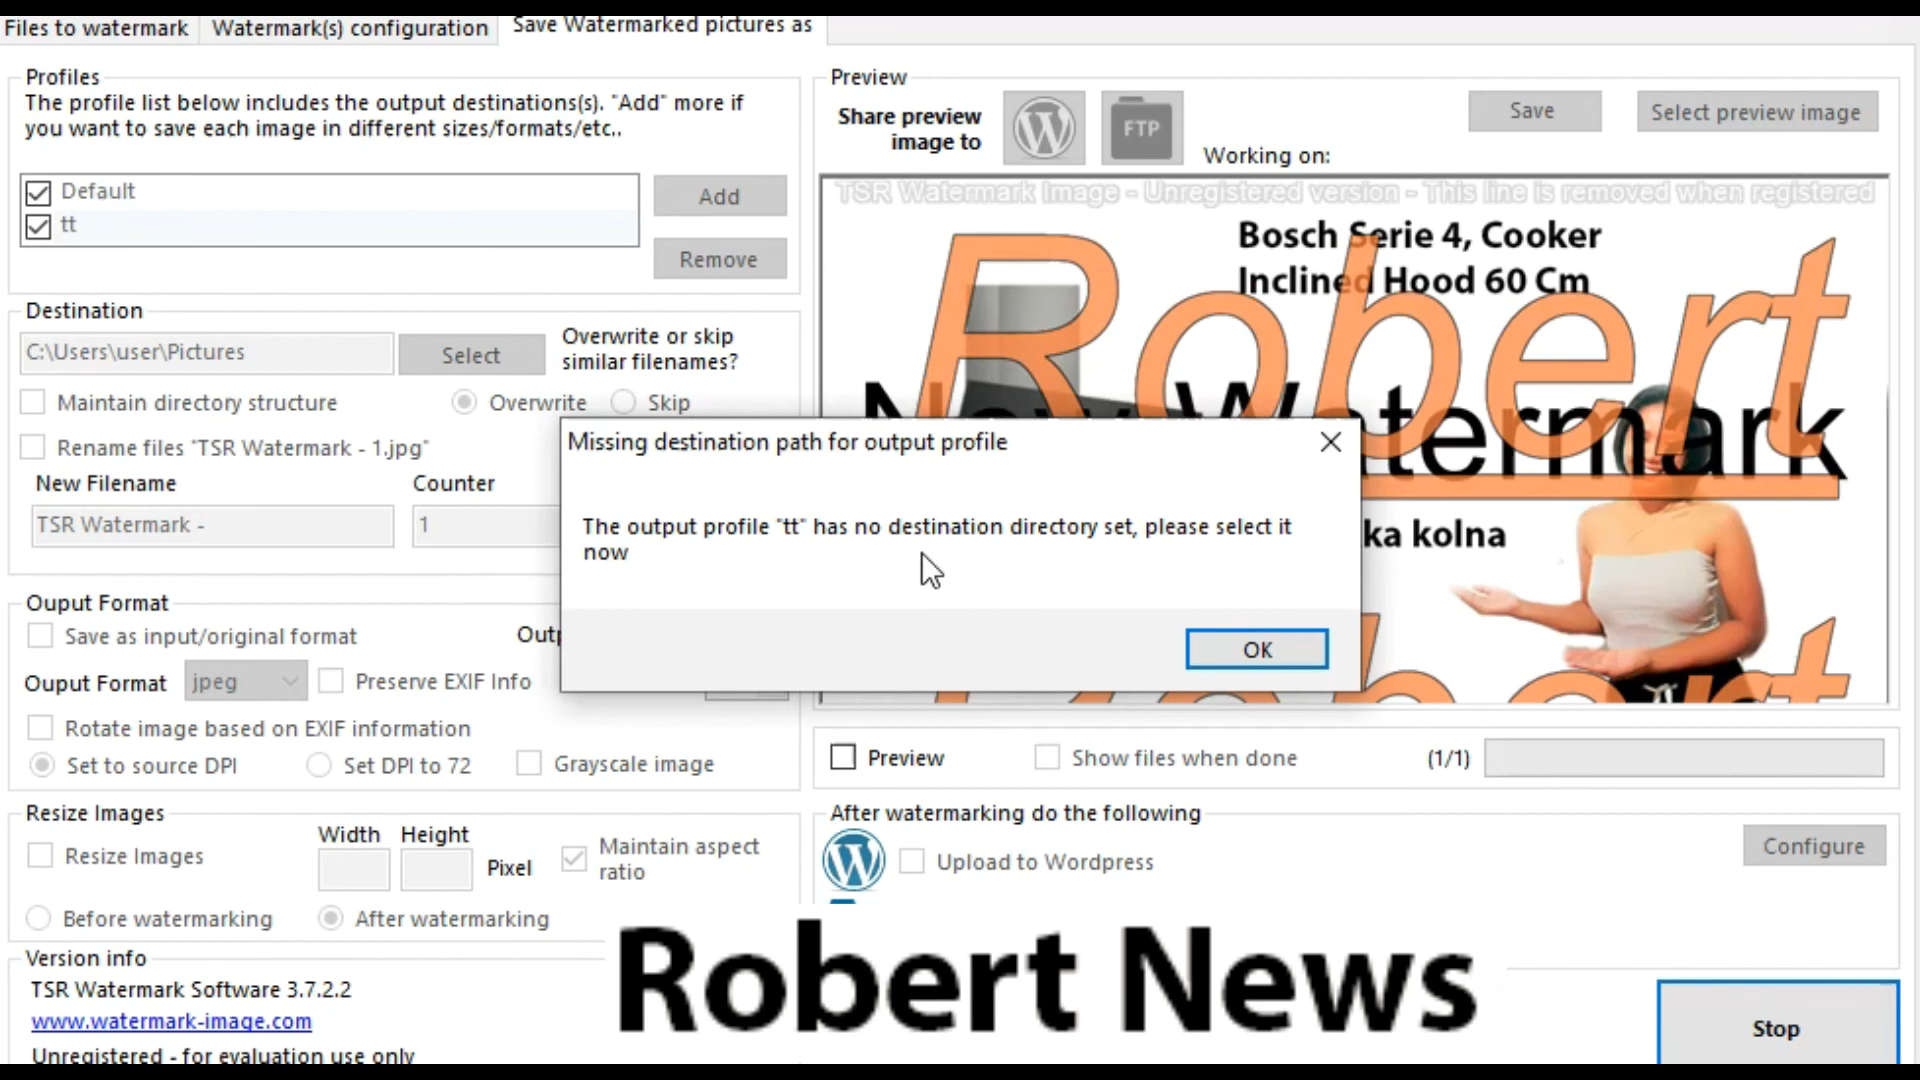 Files to watermark
Watermark(s) configuration
Save Watermarked pictures as
Profiles
The profile list below includes the output destinations(s). "Add" more if
you want to save each image in different sizes/formats/etc..
Default
tt
Add
Remove
Destination
C:\Users\user\Pictures
Select
Overwrite or skip
similar filenames?
Maintain directory structure
Overwrite
Skip
Rename files "TSR Watermark - 1.jpg"
New Filename
Counter
TSR Watermark -
1
Ouput Format
Save as input/original format
Ouput Format
jpeg
Preserve EXIF Info
Rotate image based on EXIF information
Set to source DPI
Set DPI to 72
Grayscale image
Resize Images
Width
Height
Resize Images
Pixel
Maintain aspect
ratio
Before watermarking
After watermarking
Version info
TSR Watermark Software 3.7.2.2
www.watermark-image.com
Unregistered - for evaluation use only
Preview
Share preview
image to
FTP
Working on:
Save
Select preview image
TSR Watermark Image - Unregistered version - This line is removed when registered
Bosch Serie 4, Cooker
Inclined Hood 60 Cm
Robert
New Watermark
ka kolna
Robert
Missing destination path for output profile
The output profile "tt" has no destination directory set, please select it
now
OK
Preview
Show files when done
(1/1)
After watermarking do the following
Upload to Wordpress
Configure
Robert News
Stop